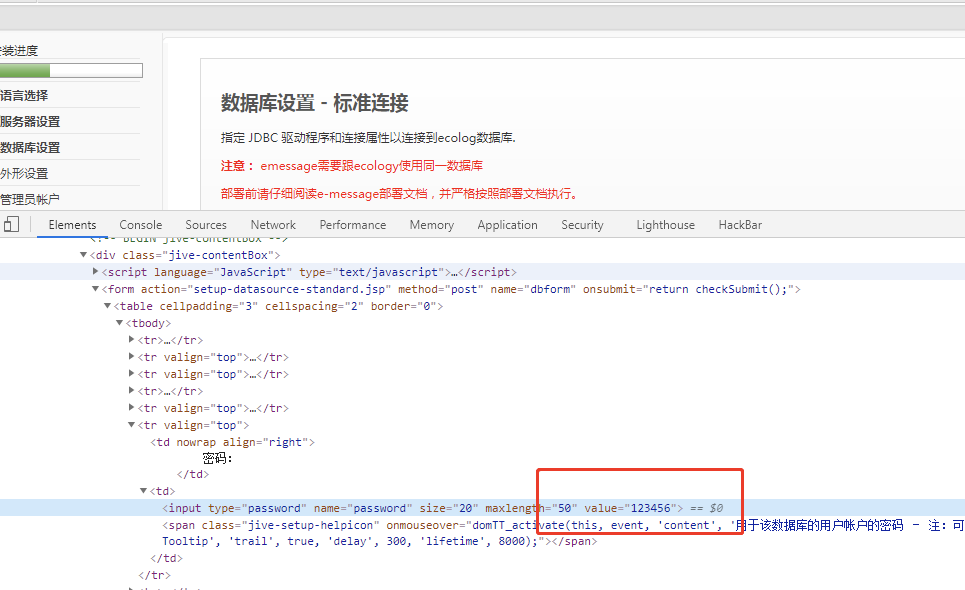 装进度
语言选择
服务器设置
数据库设置
外形设置
管理员帐户
数据库设置 - 标准连接
指定 JDBC 驱动程序和连接属性以连接到ecolog数据库.
注意： emessage需要跟ecology使用同一数据库
部署前请仔细阅读e-message部署文档，并严格按照部署文档执行。
Elements Console Sources Network Performance Memory Application Security Lighthouse HackBar
<!-- BEGIN jive-contentBox -->
<div class="jive-contentBox">
<script language="JavaScript" type="text/javascript">…</script>
<form action="setup-datasource-standard.jsp" method="post" name="dbform" onsubmit="return checkSubmit();">
<table cellpadding="3" cellspacing="2" border="0">
<tbody>
<tr>…</tr>
<tr valign="top">…</tr>
<tr valign="top">…</tr>
<tr>…</tr>
<tr valign="top">…</tr>
<tr valign="top">
<td nowrap align="right">
密码:
</td>
<td>
<input type="password" name="password" size="20" maxlength="50" value="123456"> == $0
<span class="jive-setup-helpicon" onmouseover="domTT_activate(this, event, 'content', '用于该数据库的用户帐户的密码 - 注: 可
Tooltip', 'trail', true, 'delay', 300, 'lifetime', 8000);"></span>
</td>
</tr>